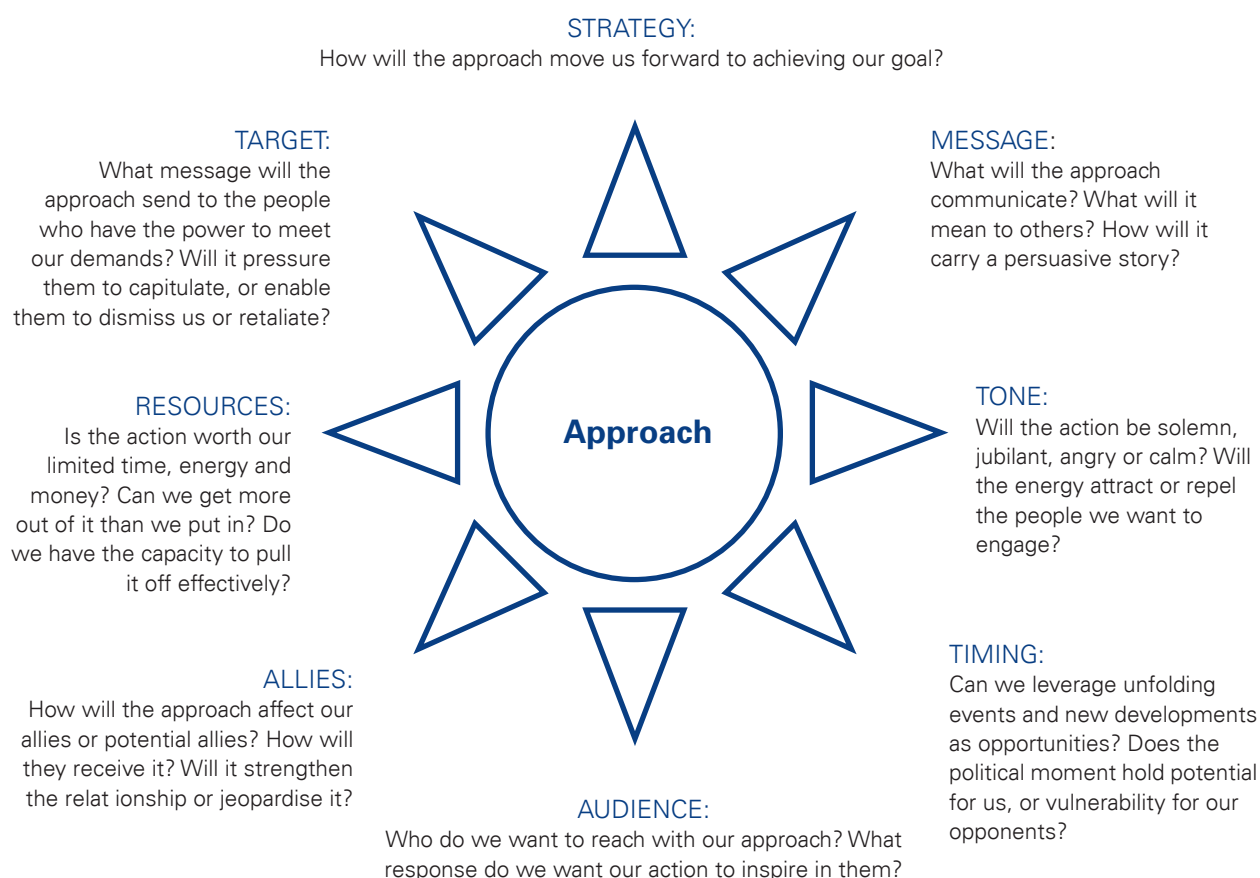 STRATEGY:
How will the approach move us forward to achieving our goal?
TARGET:
What message will the
approach send to the people
who have the power to meet
our demands? Will it pressure
them to capitulate, or enable
them to dismiss us or retaliate?
MESSAGE:
What will the approach
communicate? What will it
mean to others? How will it
carry a persuasive story?
RESOURCES:
Is the action worth our
limited time, energy and
money? Can we get more
out of it than we put in? Do
we have the capacity to pull
it off effectively?
Approach
TONE:
Will the action be solemn,
jubilant, angry or calm? Will
the energy attract or repel
the people we want to
engage?
ALLIES:
How will the approach affect our
allies or potential allies? How will
they receive it? Will it strengthen
the relat ionship or jeopardise it?
TIMING:
Can we leverage unfolding
events and new developments
as opportunities? Does the
political moment hold potential
for us, or vulnerability for our
opponents?
AUDIENCE:
Who do we want to reach with our approach? What
response do we want our action to inspire in them?